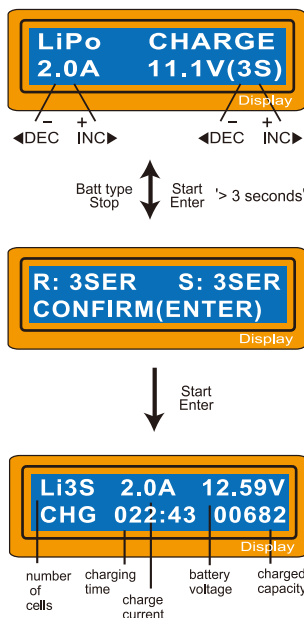 LiPo CHARGE
2.0A 11.1V(3S)
Display
− + − +
◀DEC INC▶ ◀DEC INC▶
Batt type Start '> 3 seconds'
Stop Enter
R: 3SER S: 3SER
CONFIRM(ENTER)
Display
Start
Enter
Li3S 2.0A 12.59V
CHG 022:43 00682
Display
number charging battery charged
of time voltage capacity
cells charge
current